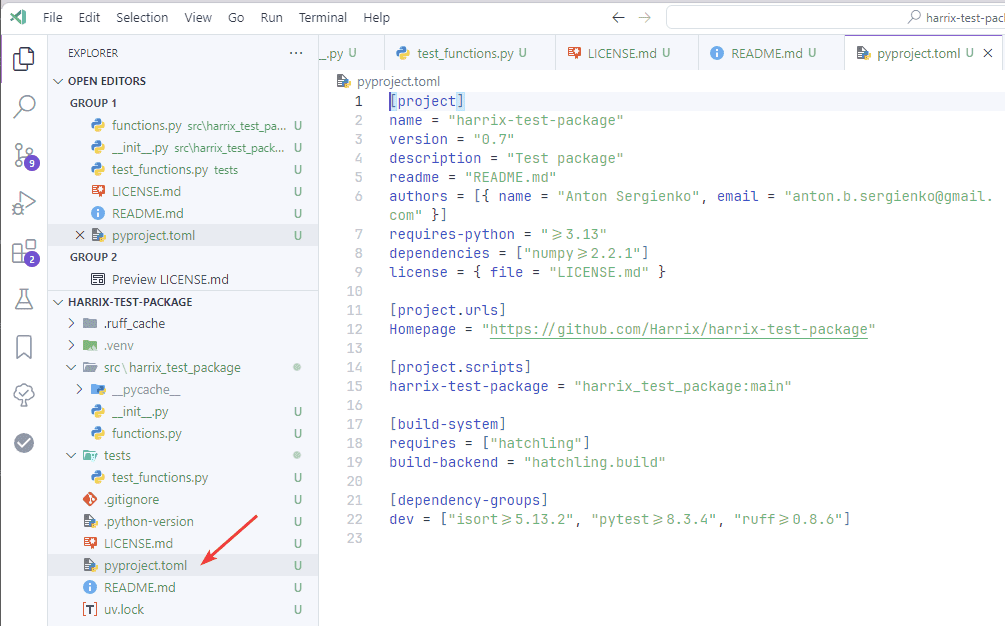 File Edit Selection View Go Run Terminal Help
harrix-test-pac
EXPLORER
_.py U
test_functions.py U
LICENSE.md U
README.md U
pyproject.toml U
OPEN EDITORS
GROUP 1
functions.py src\harrix_test_pa... U
__init__.py src\harrix_test_pack... U
test_functions.py tests U
LICENSE.md U
README.md U
pyproject.toml U
GROUP 2
Preview LICENSE.md
HARRIX-TEST-PACKAGE
.ruff_cache
.venv
src\harrix_test_package
__pycache__
__init__.py U
functions.py U
tests
test_functions.py U
.gitignore U
.python-version U
LICENSE.md U
pyproject.toml U
README.md U
uv.lock U
9
2
pyproject.toml
1 [project]
2 name = "harrix-test-package"
3 version = "0.7"
4 description = "Test package"
5 readme = "README.md"
6 authors = [{ name = "Anton Sergienko", email = "anton.b.sergienko@gmail.
com" }]
7 requires-python = "≥3.13"
8 dependencies = ["numpy≥2.2.1"]
9 license = { file = "LICENSE.md" }
10
11 [project.urls]
12 Homepage = "https://github.com/Harrix/harrix-test-package"
13
14 [project.scripts]
15 harrix-test-package = "harrix_test_package:main"
16
17 [build-system]
18 requires = ["hatchling"]
19 build-backend = "hatchling.build"
20
21 [dependency-groups]
22 dev = ["isort≥5.13.2", "pytest≥8.3.4", "ruff≥0.8.6"]
23